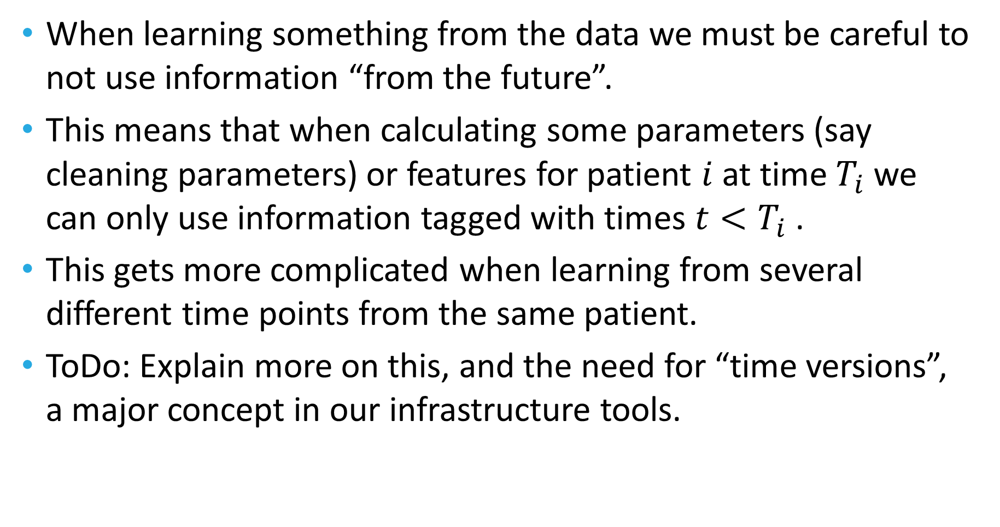 • When learning something from the data we must be careful to
not use information “from the future”.
• This means that when calculating some parameters (say
cleaning parameters) or features for patient i at time Tᵢ we
can only use information tagged with times t < Tᵢ .
• This gets more complicated when learning from several
different time points from the same patient.
• ToDo: Explain more on this, and the need for “time versions”,
a major concept in our infrastructure tools.